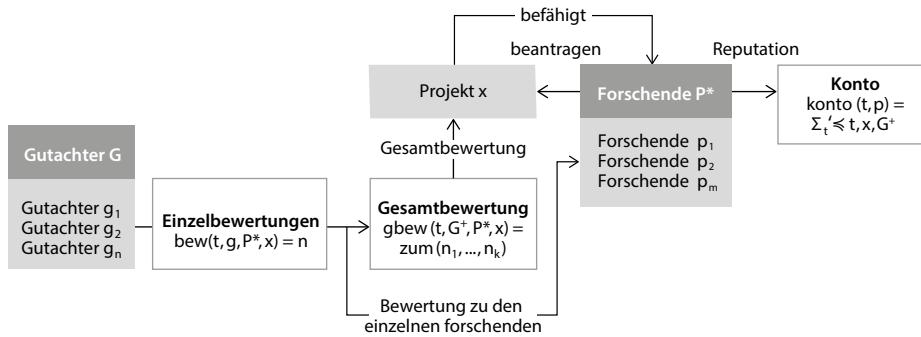 befähigt
beantragen
Reputation
Projekt x
Forschende P*
Konto
konto (t, p) =
Σₜ′ ≼ t, x, G⁺
Forschende p₁
Forschende p₂
Forschende pₘ
Gesamtbewertung
Gutachter G
Gutachter g₁
Gutachter g₂
Gutachter gₙ
Einzelbewertungen
bew (t, g, P*, x) = n
Gesamtbewertung
gbew (t, G⁺, P*, x) =
zum (n₁, ..., nₖ)
Bewertung zu den
einzelnen forschenden